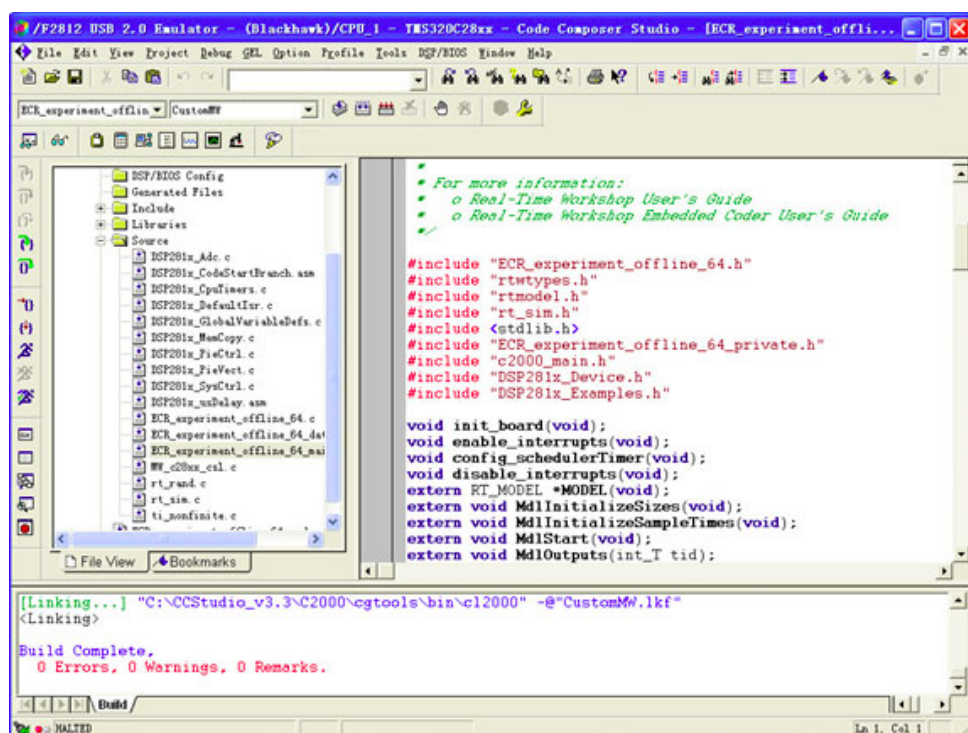 /F2812 USB 2.0 Emulator - (Blackhawk)/CPU_1 - TMS320C28xx - Code Composer Studio - [ECR_experiment_offli...
File Edit View Project Debug GEL Option Profile Tools DSP/BIOS Window Help
ECR_experiment_offlin CustomMW
DSP/BIOS Config
Generated Files
Include
Libraries
Source
DSP281x_Adc.c
DSP281x_CodeStartBranch.asm
DSP281x_CpuTimers.c
DSP281x_DefaultIsr.c
DSP281x_GlobalVariableDefs.c
DSP281x_MemCopy.c
DSP281x_PieCtrl.c
DSP281x_PieVect.c
DSP281x_SysCtrl.c
DSP281x_usDelay.asm
ECR_experiment_offline_64.c
ECR_experiment_offline_64_dat
ECR_experiment_offline_64_mai
MW_c28xx_csl.c
rt_rand.c
rt_sim.c
ti_nonfinite.c
File View Bookmarks
*
* For more information:
* o Real-Time Workshop User's Guide
* o Real-Time Workshop Embedded Coder User's Guide
*/
#include "ECR_experiment_offline_64.h"
#include "rtwtypes.h"
#include "rtmodel.h"
#include "rt_sim.h"
#include <stdlib.h>
#include "ECR_experiment_offline_64_private.h"
#include "c2000_main.h"
#include "DSP281x_Device.h"
#include "DSP281x_Examples.h"
void init_board(void);
void enable_interrupts(void);
void config_schedulerTimer(void);
void disable_interrupts(void);
extern RT_MODEL *MODEL(void);
extern void MdlInitializeSizes(void);
extern void MdlInitializeSampleTimes(void);
extern void MdlStart(void);
extern void MdlOutputs(int_T tid);
[Linking...] "C:\CCStudio_v3.3\C2000\cgtools\bin\cl2000" -@"CustomMW.lkf"
<Linking>
Build Complete,
0 Errors, 0 Warnings, 0 Remarks.
Build
HALTED
Ln 1, Col 1